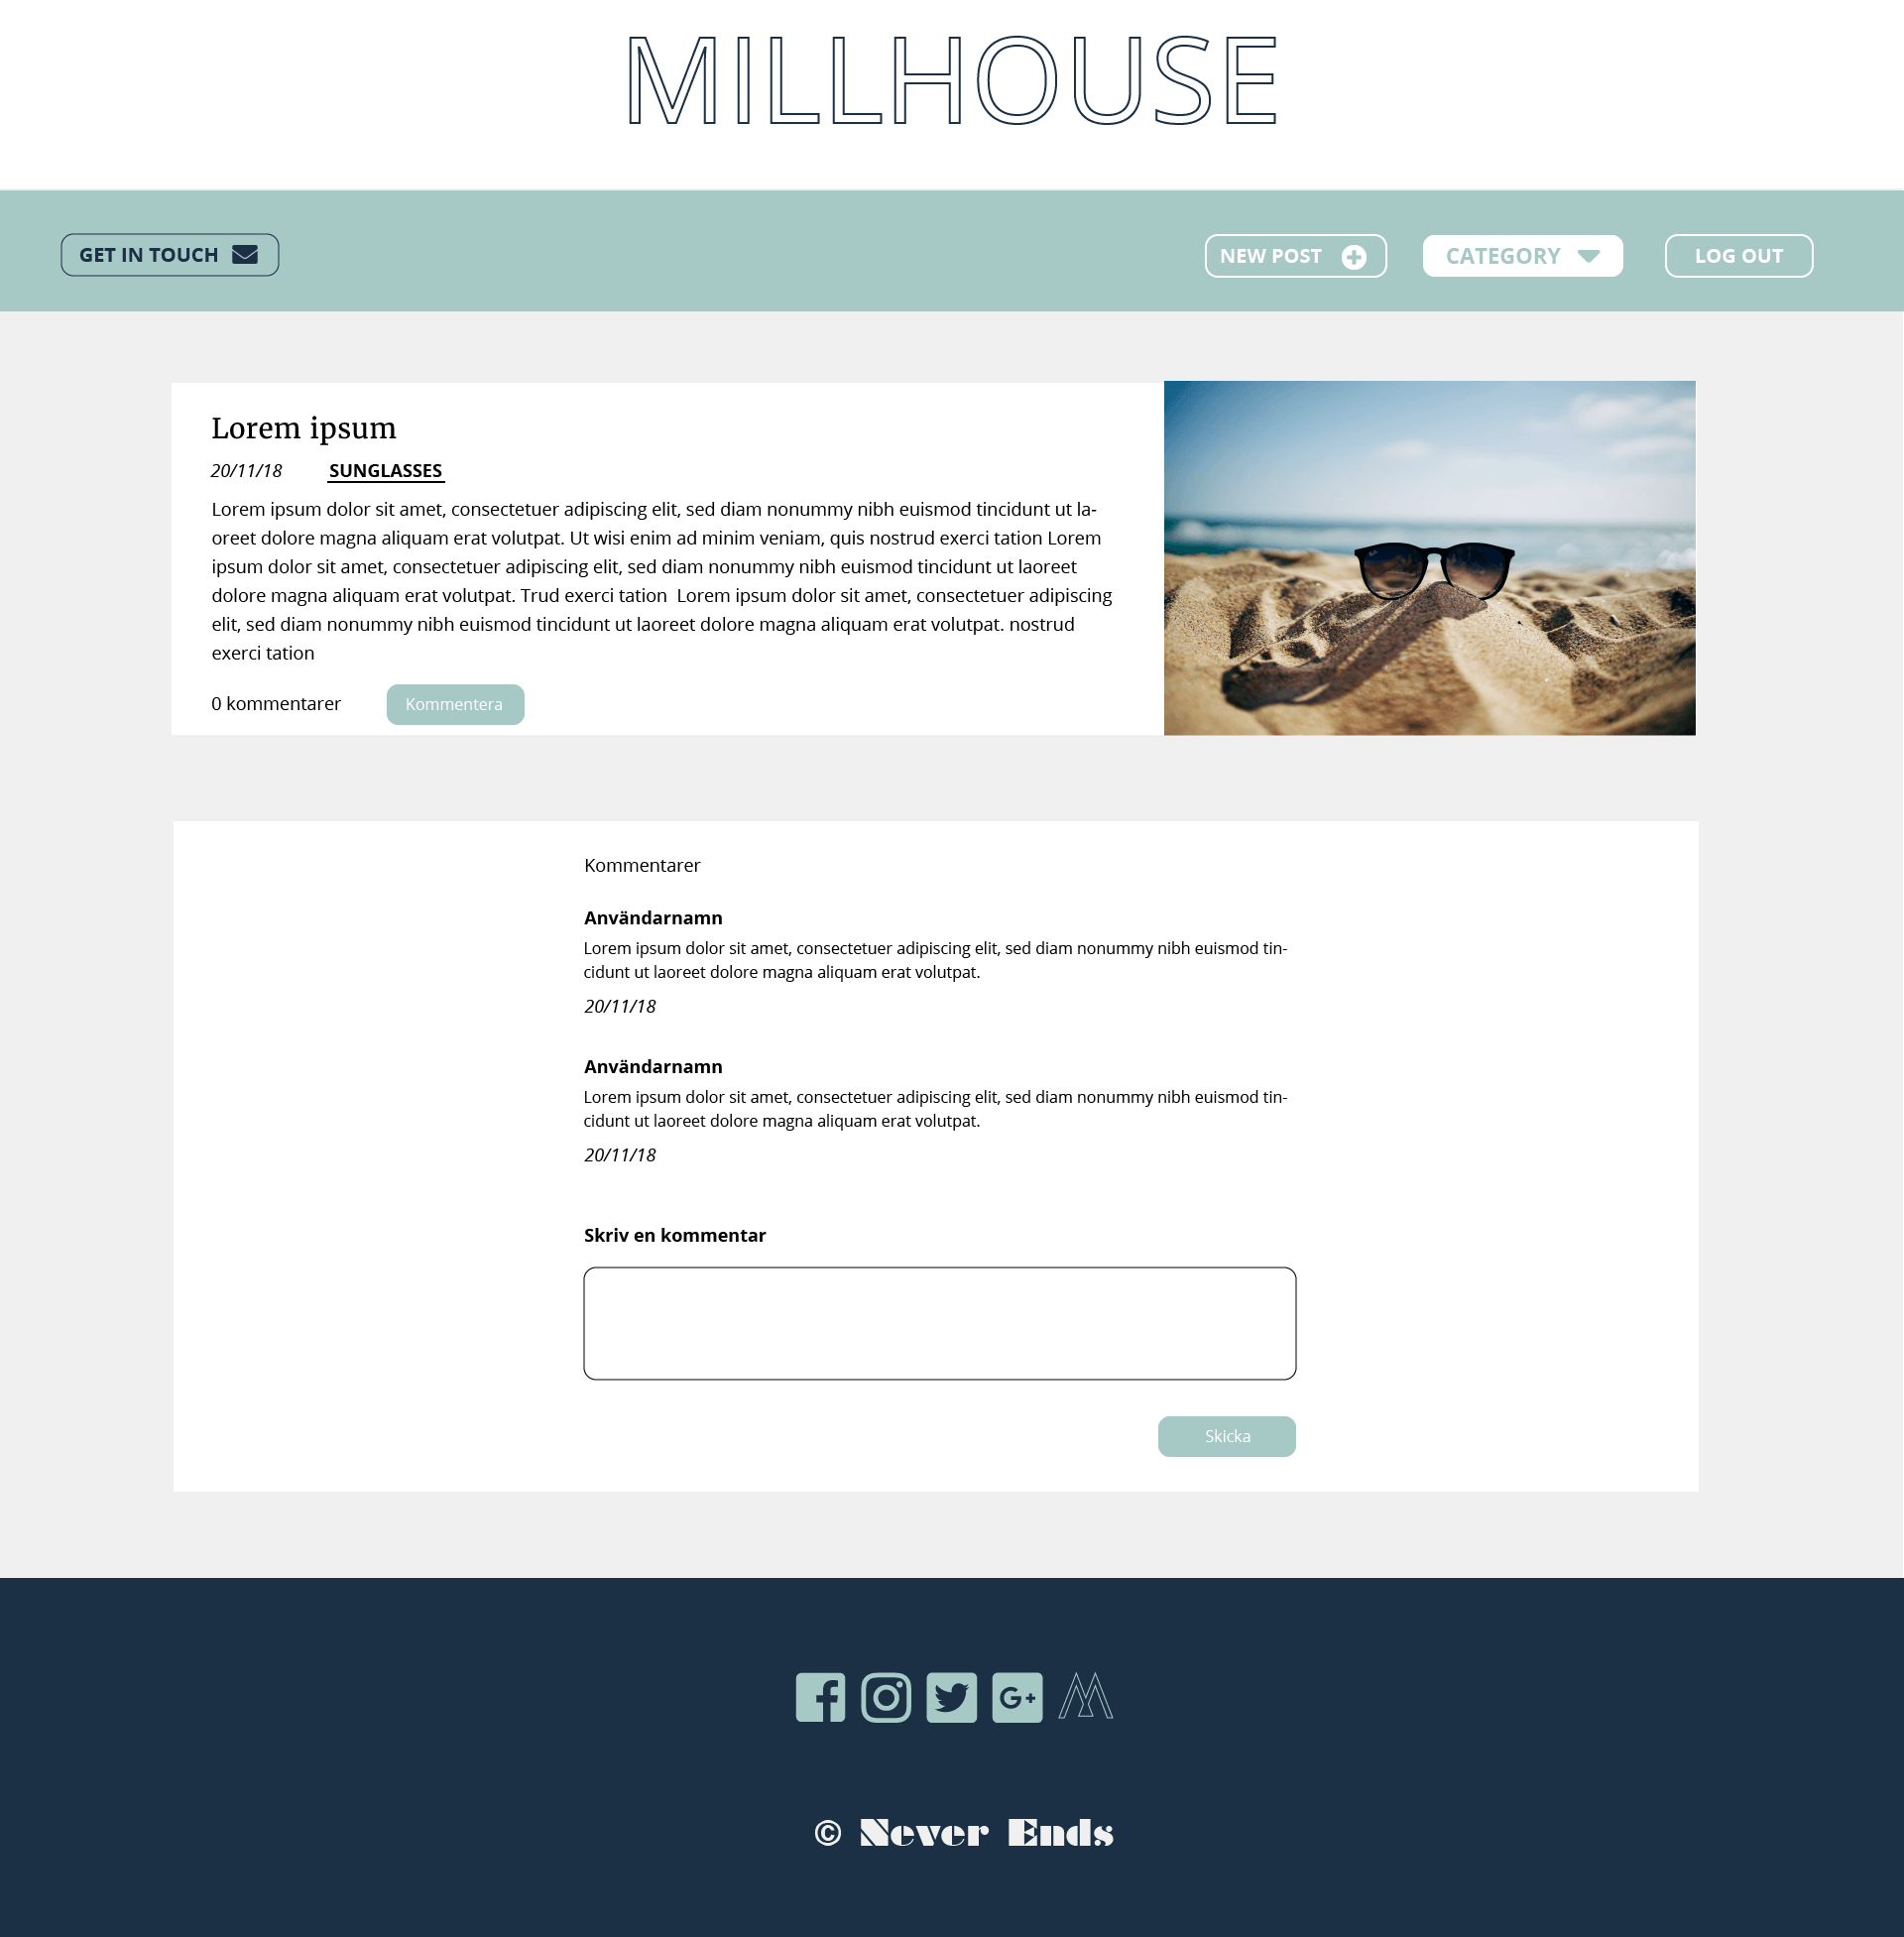 MILLHOUSE
GET IN TOUCH
NEW POST
CATEGORY
LOG OUT
Lorem ipsum
20/11/18 SUNGLASSES
Lorem ipsum dolor sit amet, consectetuer adipiscing elit, sed diam nonummy nibh euismod tincidunt ut la-
oreet dolore magna aliquam erat volutpat. Ut wisi enim ad minim veniam, quis nostrud exerci tation Lorem
ipsum dolor sit amet, consectetuer adipiscing elit, sed diam nonummy nibh euismod tincidunt ut laoreet
dolore magna aliquam erat volutpat. Trud exerci tation  Lorem ipsum dolor sit amet, consectetuer adipiscing
elit, sed diam nonummy nibh euismod tincidunt ut laoreet dolore magna aliquam erat volutpat. nostrud
exerci tation
0 kommentarer
Kommentera
Kommentarer
Användarnamn
Lorem ipsum dolor sit amet, consectetuer adipiscing elit, sed diam nonummy nibh euismod tin-
cidunt ut laoreet dolore magna aliquam erat volutpat.
20/11/18
Användarnamn
Lorem ipsum dolor sit amet, consectetuer adipiscing elit, sed diam nonummy nibh euismod tin-
cidunt ut laoreet dolore magna aliquam erat volutpat.
20/11/18
Skriv en kommentar
Skicka
© Never Ends